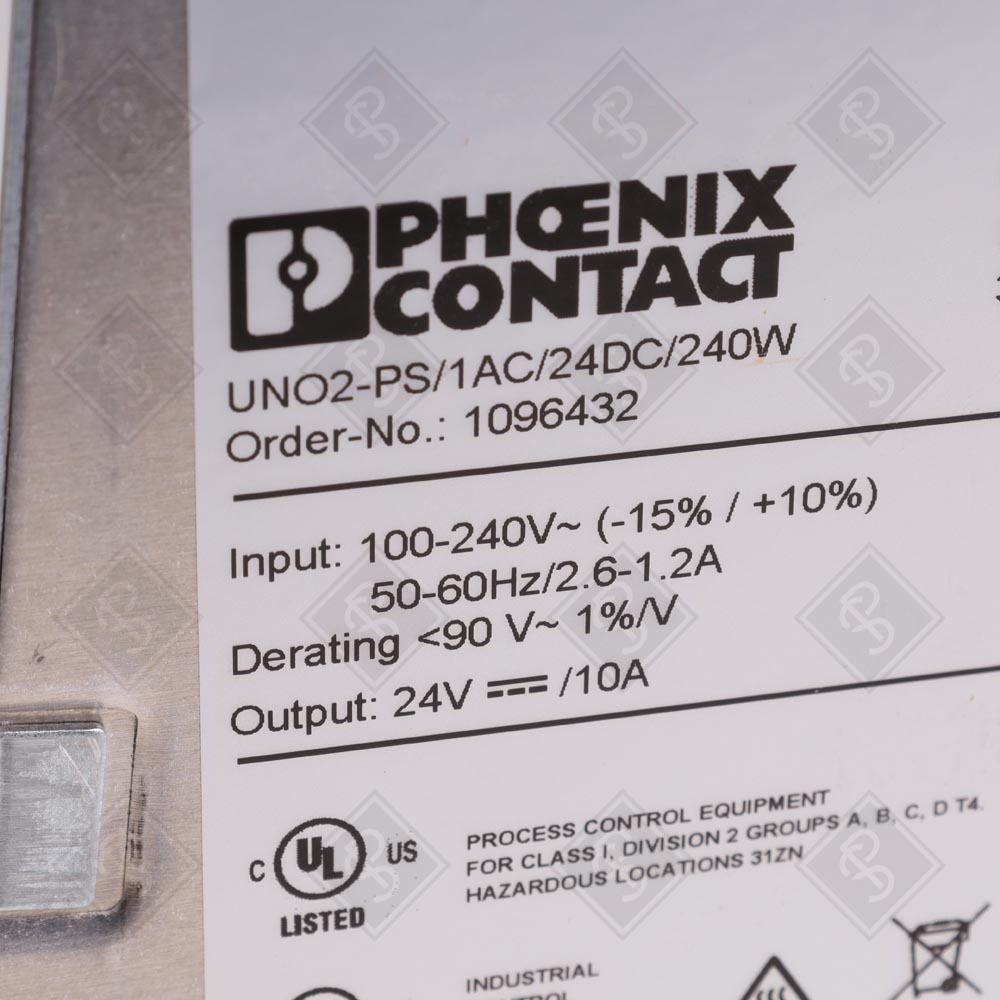 PHŒNIX
CONTACT
UNO2-PS/1AC/24DC/240W
Order-No.: 1096432
Input: 100-240V~ (-15% / +10%)
50-60Hz/2.6-1.2A
Derating <90 V~ 1%/V
Output: 24V ⎓ /10A
C UL US
LISTED
PROCESS CONTROL EQUIPMENT
FOR CLASS I, DIVISION 2 GROUPS A, B, C, D T4.
HAZARDOUS LOCATIONS 31ZN
INDUSTRIAL